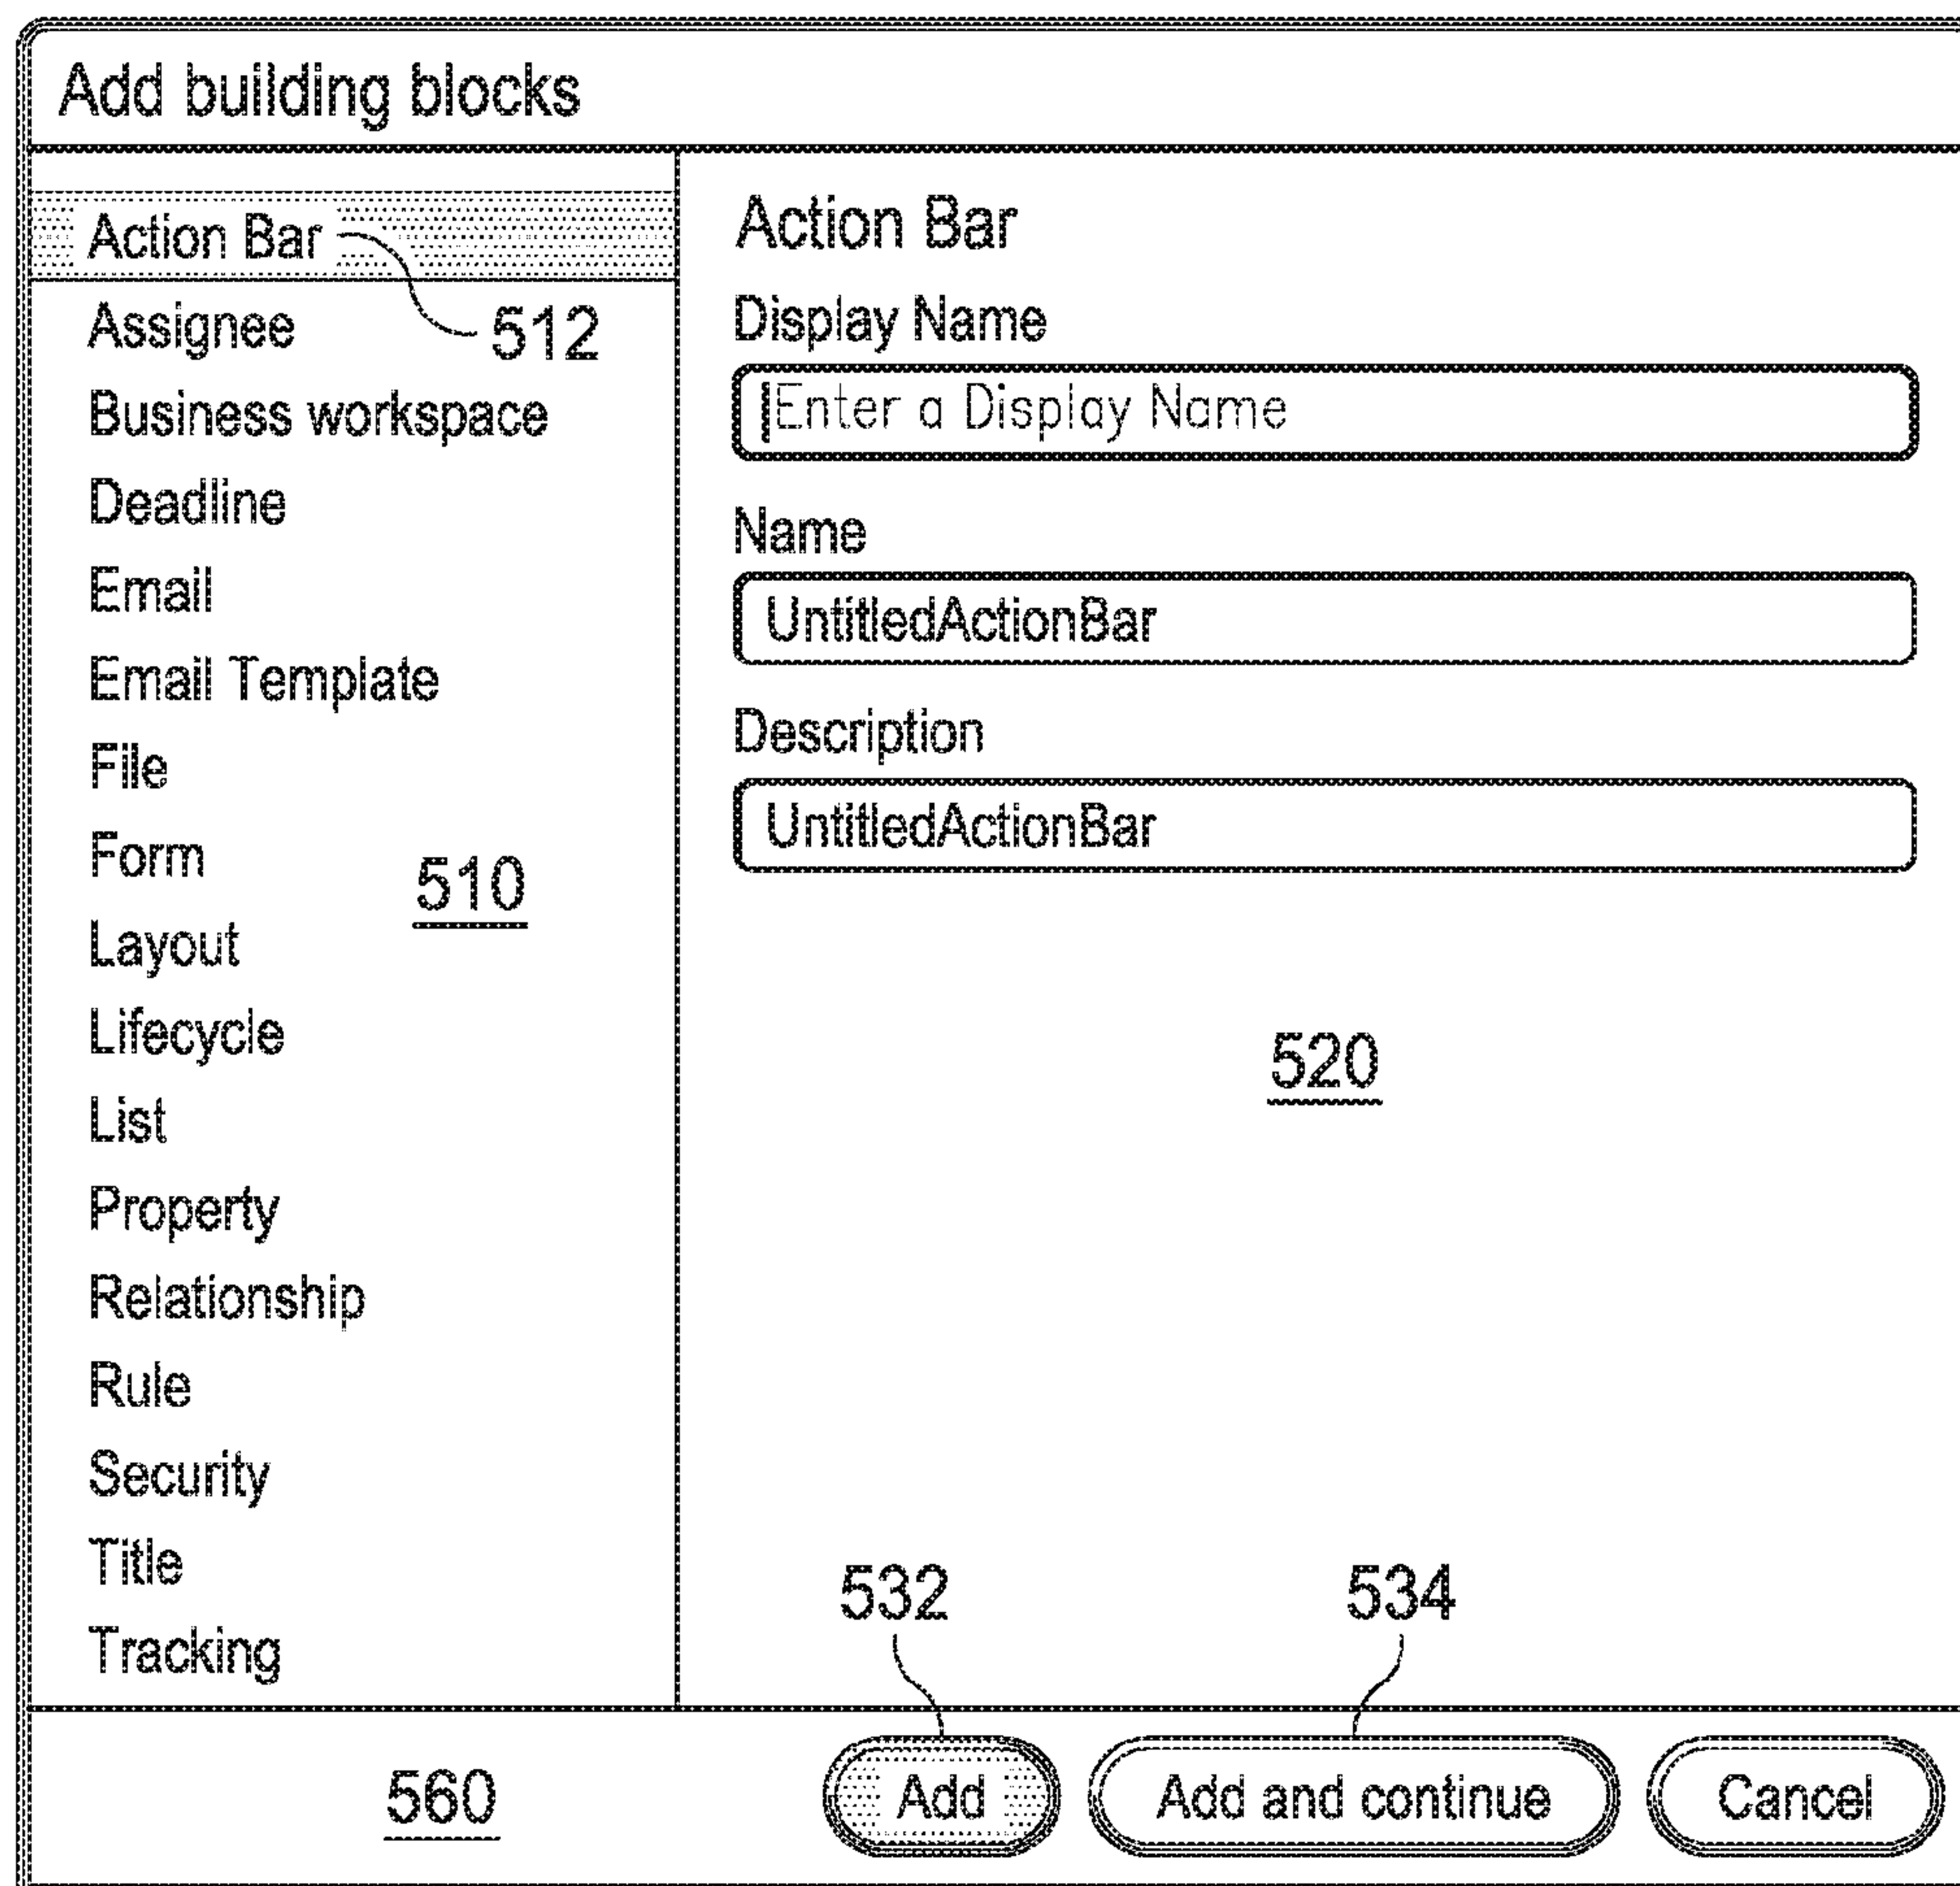 Add building blocks
Action Bar
512
Assignee
Business workspace
Deadline
Email
Email Template
File
Form
510
Layout
Lifecycle
List
Property
Relationship
Rule
Security
Title
Tracking
Action Bar
Display Name
Enter a Display Name
Name
UntitledActionBar
Description
UntitledActionBar
520
532
534
560
Add
Add and continue
Cancel